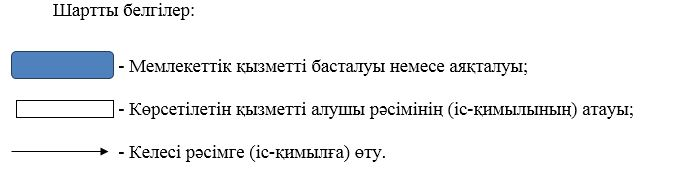 Шартты белгілер:
- Мемлекеттік қызметті басталуы немесе аяқталуы;
- Көрсетілетін қызметті алушы рәсімінің (іс-қимылының) атауы;
- Келесі рәсімге (іс-қимылға) өту.